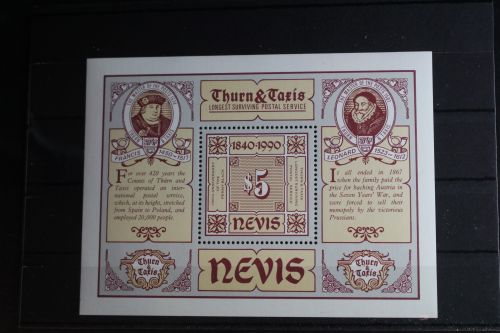 Thurn & Taxis
LONGEST SURVIVING POSTAL SERVICE
FRANCIS
LEONARD
For over 420 years the
Counts of Thurn and
Taxis operated an inter-
national postal service
which, at its height, stretched
from Spain to Poland, and
employed 20,000 people.
1840-1990
$5
NEVIS
It all ended in 1867
when the family paid the
price for backing Austria in
the Seven Years' War, and
were forced to sell their
monopoly by the victorious
Prussians.
Thurn
& Taxis
NEVIS
Thurn
& Taxis